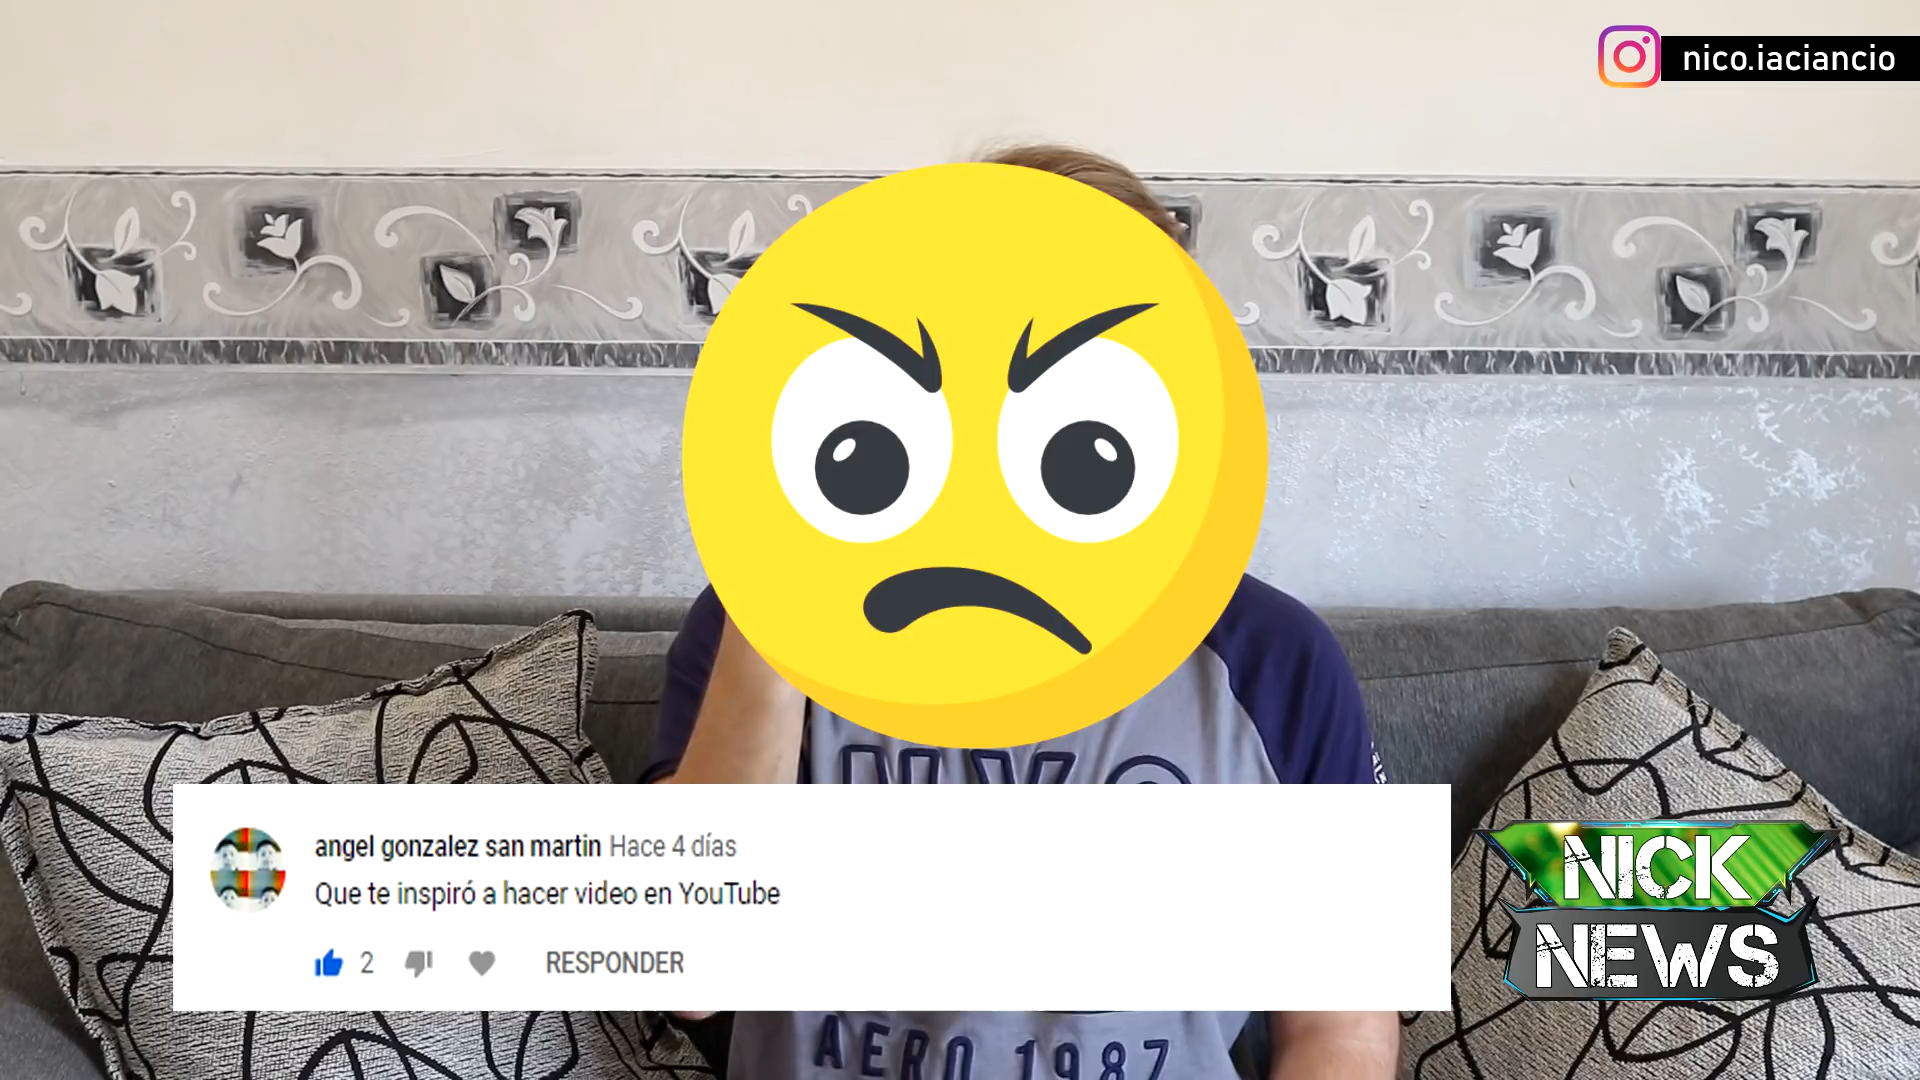 nico.iaciancio
angel gonzalez san martin Hace 4 días
Que te inspiró a hacer video en YouTube
2 RESPONDER
NICK
NEWS
NYC
AERO 1987